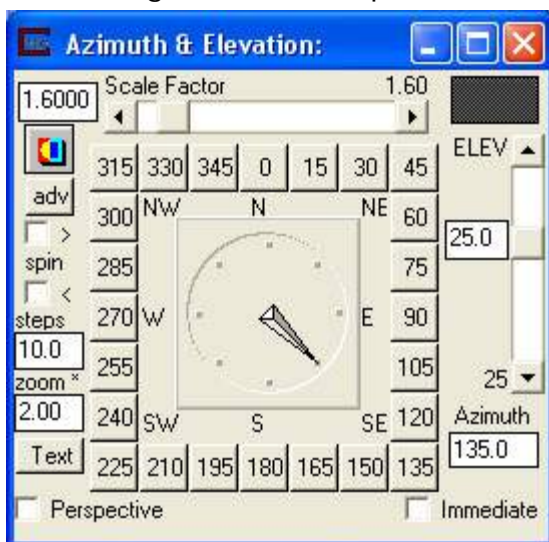 Azimuth & Elevation:
1.6000 Scale Factor 1.60
315 330 345 0 15 30 45 ELEV
adv 300 NW N NE 60
> 25.0
spin 285 75
<
steps 270 W E 90
10.0
255 105 25
zoom *
2.00 240 SW S SE 120 Azimuth
Text 225 210 195 180 165 150 135 135.0
Perspective Immediate